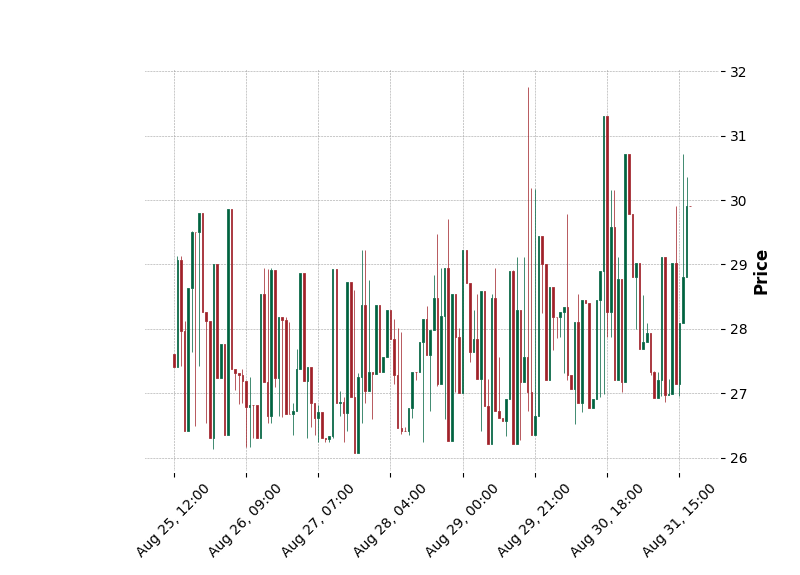 32
31
30
29
28
27
26
Price
Aug 25, 12:00
Aug 26, 09:00
Aug 27, 07:00
Aug 28, 04:00
Aug 29, 00:00
Aug 29, 21:00
Aug 30, 18:00
Aug 31, 15:00